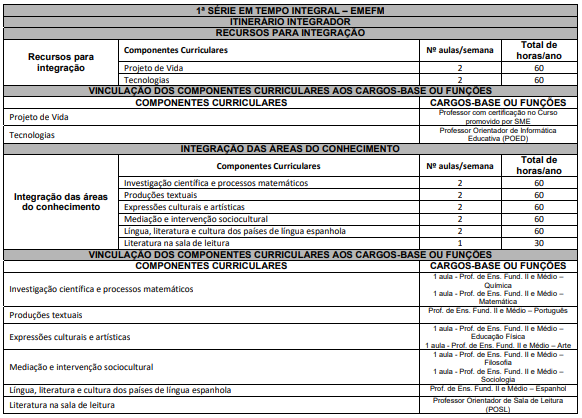 1ª SÉRIE EM TEMPO INTEGRAL – EMEFM
ITINERÁRIO INTEGRADOR
RECURSOS PARA INTEGRAÇÃO
Recursos para integração
Componentes Curriculares Nº aulas/semana Total de horas/ano
Projeto de Vida 2 60
Tecnologias 2 60
VINCULAÇÃO DOS COMPONENTES CURRICULARES AOS CARGOS-BASE OU FUNÇÕES
COMPONENTES CURRICULARES CARGOS-BASE OU FUNÇÕES
Projeto de Vida Professor com certificação no Curso promovido por SME
Tecnologias Professor Orientador de Informática Educativa (POED)
INTEGRAÇÃO DAS ÁREAS DO CONHECIMENTO
Integração das áreas do conhecimento
Componentes Curriculares Nº aulas/semana Total de horas/ano
Investigação científica e processos matemáticos 2 60
Produções textuais 2 60
Expressões culturais e artísticas 2 60
Mediação e intervenção sociocultural 2 60
Língua, literatura e cultura dos países de língua espanhola 2 60
Literatura na sala de leitura 1 30
VINCULAÇÃO DOS COMPONENTES CURRICULARES AOS CARGOS-BASE OU FUNÇÕES
COMPONENTES CURRICULARES CARGOS-BASE OU FUNÇÕES
Investigação científica e processos matemáticos 1 aula - Prof. de Ens. Fund. II e Médio – Química
1 aula - Prof. de Ens. Fund. II e Médio – Matemática
Produções textuais Prof. de Ens. Fund. II e Médio – Português
Expressões culturais e artísticas 1 aula - Prof. de Ens. Fund. II e Médio – Educação Física
1 aula - Prof. de Ens. Fund. II e Médio – Arte
Mediação e intervenção sociocultural 1 aula - Prof. de Ens. Fund. II e Médio – Filosofia
1 aula - Prof. de Ens. Fund. II e Médio – Sociologia
Língua, literatura e cultura dos países de língua espanhola Prof. de Ens. Fund. II e Médio – Espanhol
Literatura na sala de leitura Professor Orientador de Sala de Leitura (POSL)